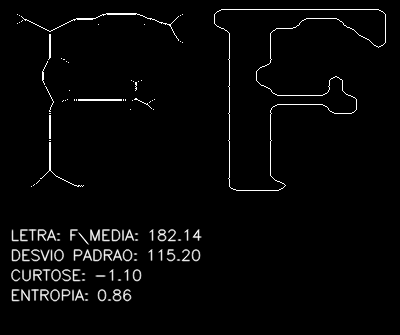 F F
LETRA: F\MEDIA: 182.14
DESVIO PADRAO: 115.20
CURTOSE: -1.10
ENTROPIA: 0.86